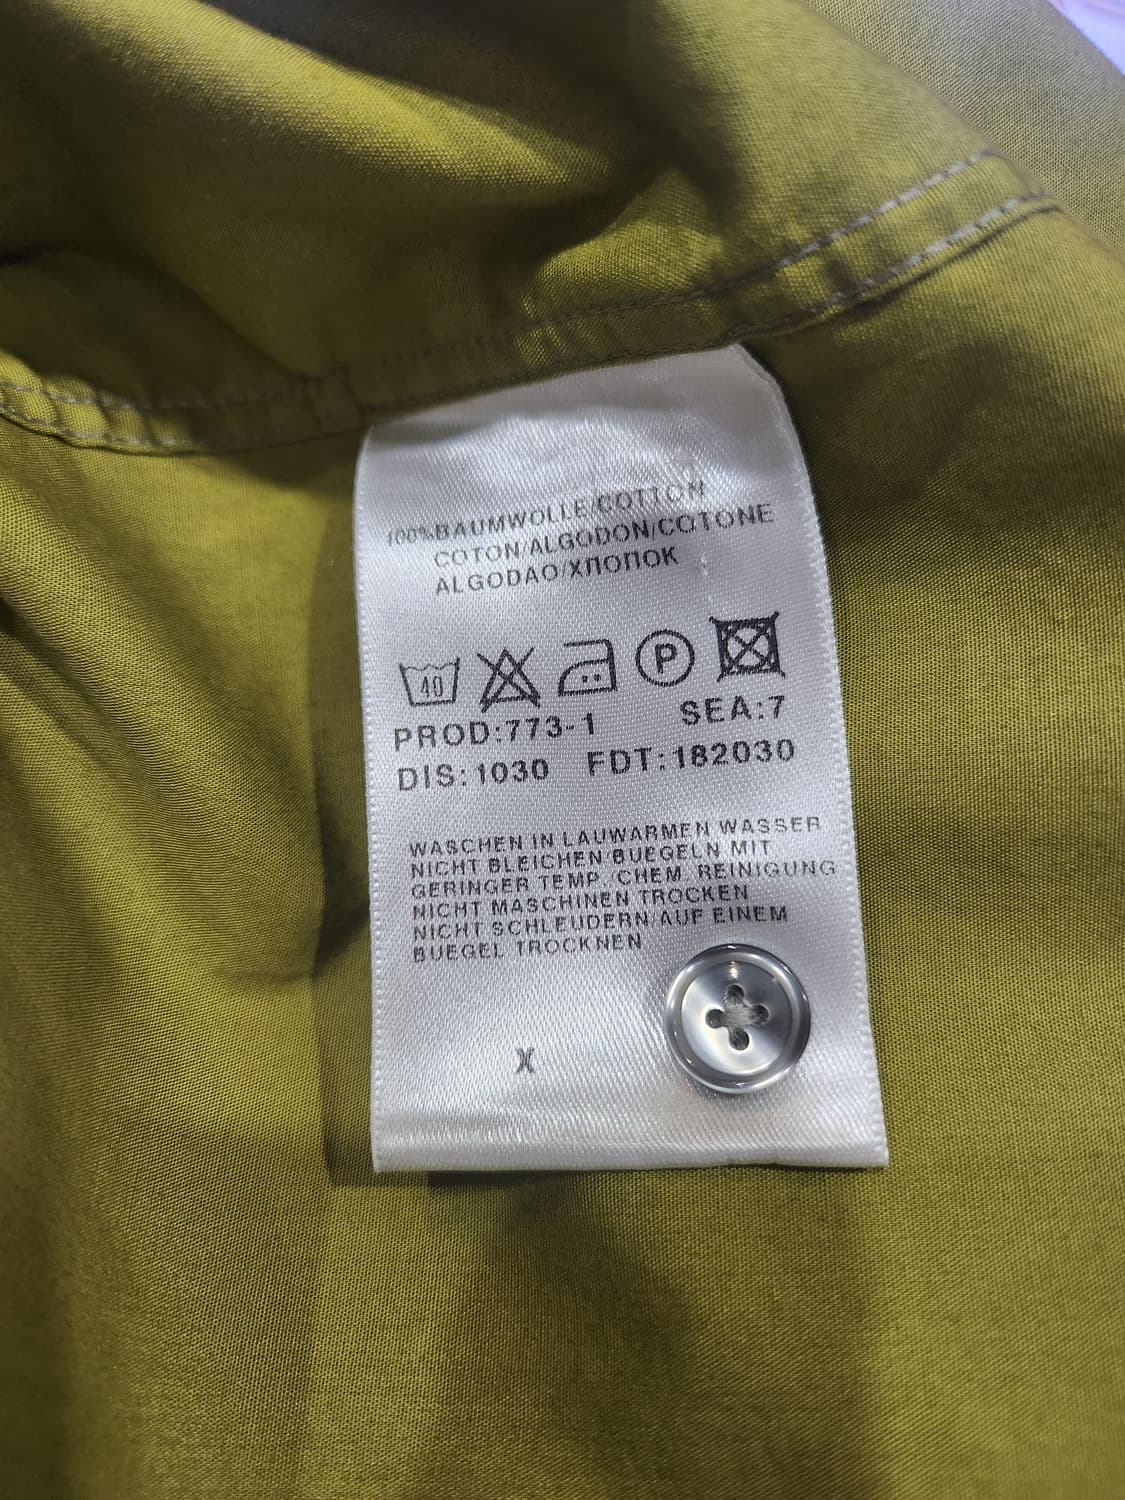 100%BAUMWOLLE/COTTON
COTON/ALGODON/COTONE
ALGODAO/ХЛОПОК
40 P
PROD:773-1 SEA:7
DIS:1030 FDT:182030
WASCHEN IN LAUWARMEN WASSER
NICHT BLEICHEN/BUEGELN MIT
GERINGER TEMP./CHEM. REINIGUNG
NICHT MASCHINEN TROCKEN
NICHT SCHLEUDERN/AUF EINEM
BUEGEL TROCKNEN
X